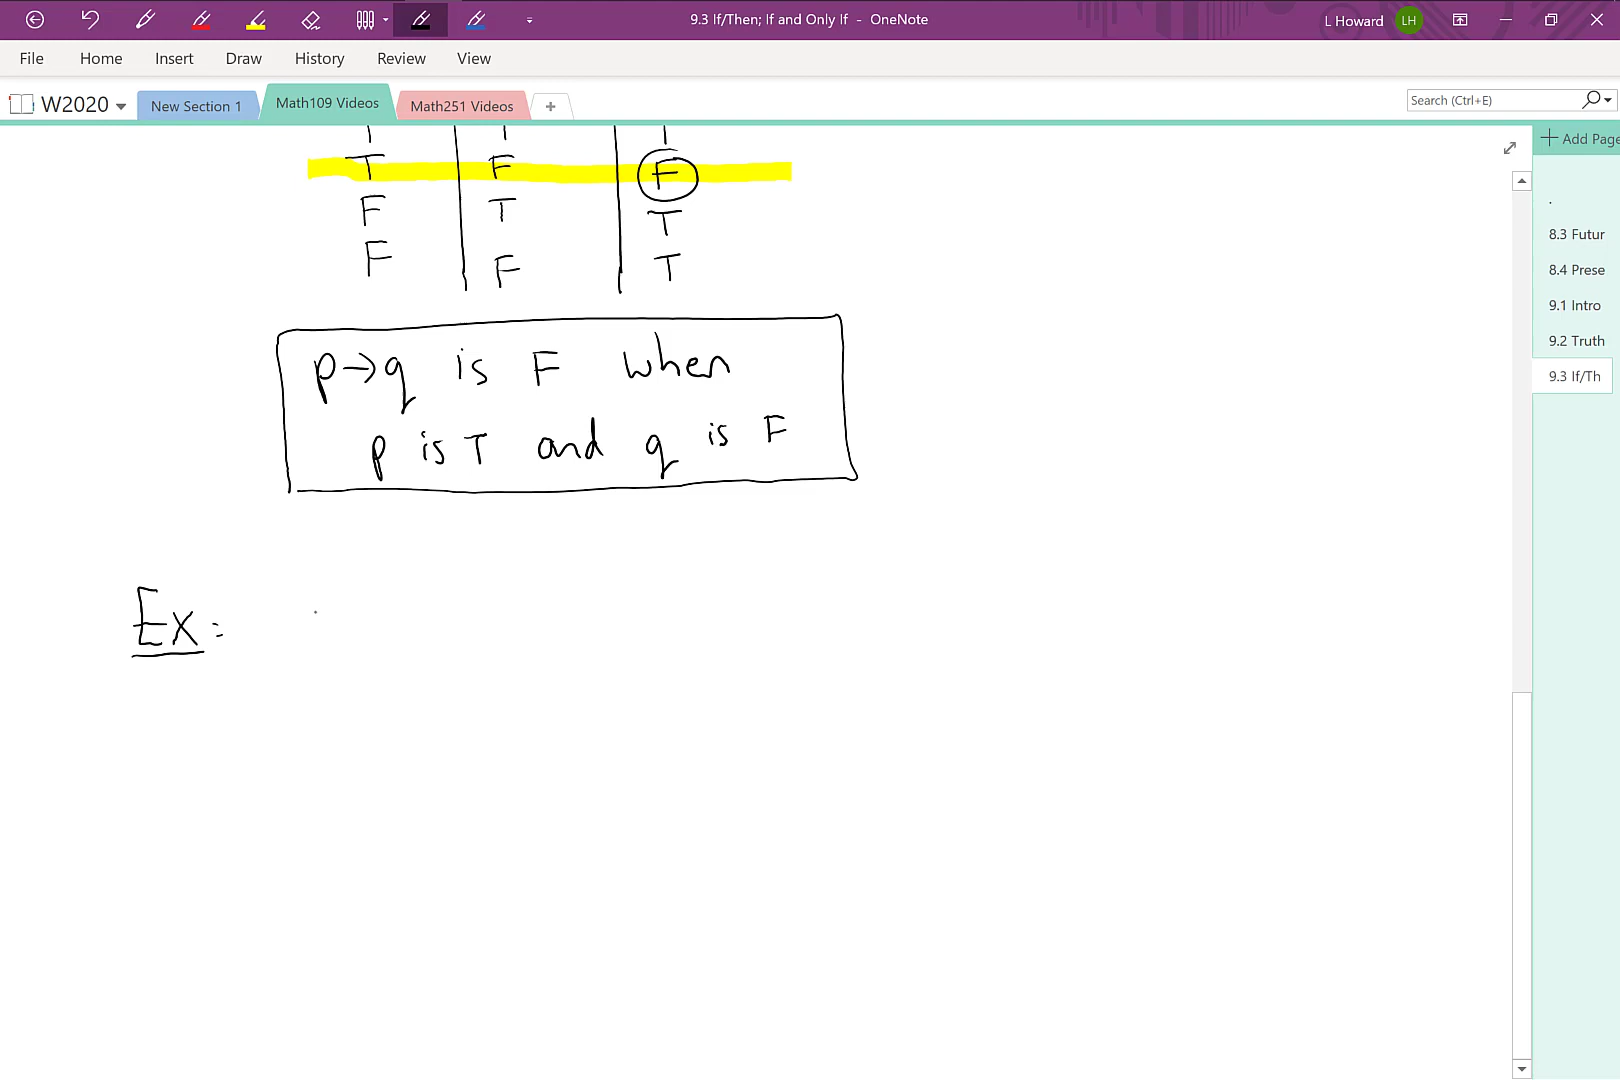 9.3 If/Then; If and Only If - OneNote
L Howard LH
File Home Insert Draw History Review View
W2020 New Section 1 Math109 Videos Math251 Videos +
Search (Ctrl+E)
Add Page
T F F
F T T
F F T
.
8.3 Futur
8.4 Prese
9.1 Intro
9.2 Truth
9.3 If/Th
p→q is F when
p is T and q is F
Ex: